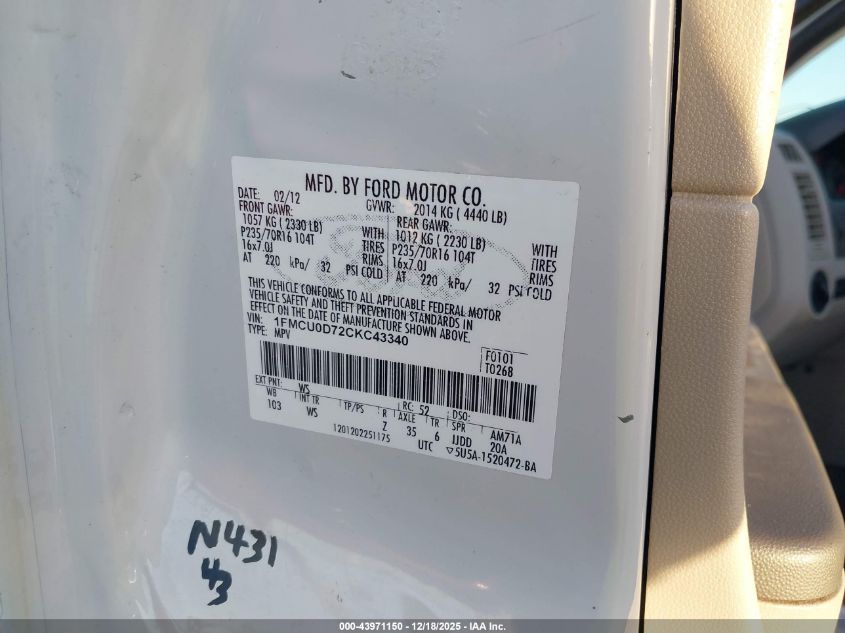 MFD. BY FORD MOTOR CO.
DATE: 02/12 GVWR: 2014 KG ( 4440 LB)
FRONT GAWR: REAR GAWR:
1057 KG ( 2330 LB) WITH 1012 KG ( 2230 LB) WITH
P235/70R16 104T TIRES P235/70R16 104T TIRES
16x7.0J RIMS 16x7.0J RIMS
AT 220 kPa/ 32 PSI COLD AT 220 kPa/ 32 PSI COLD
THIS VEHICLE CONFORMS TO ALL APPLICABLE FEDERAL MOTOR
VEHICLE SAFETY AND THEFT PREVENTION STANDARDS IN
EFFECT ON THE DATE OF MANUFACTURE SHOWN ABOVE.
VIN: 1FMCU0D72CKC43340
TYPE: MPV
F0101
T0268
EXT PNT: WS RC: 52 DSO:
WB INT TR TP/PS R AXLE TR SPR AM71A
103 WS Z 35 6 JJDD 20A
1201202251175 UTC ▽5U5A-1520472-BA
N431
43
000-43971150 - 12/18/2025 - IAA Inc.